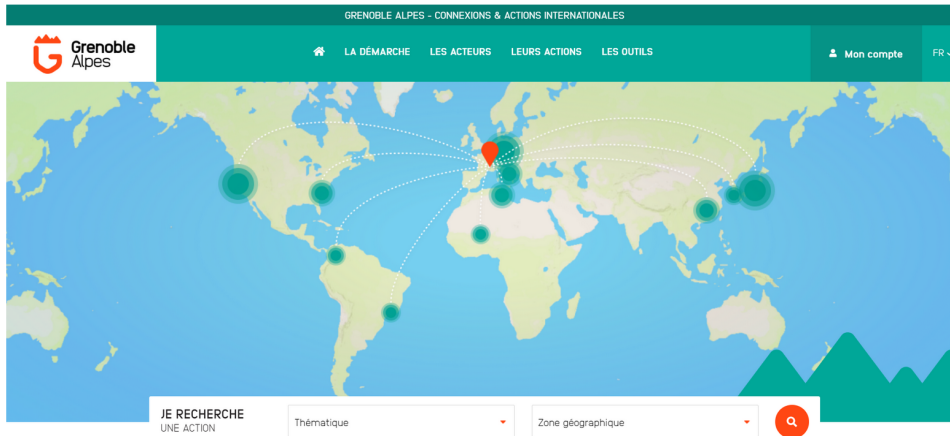 GRENOBLE ALPES - CONNEXIONS & ACTIONS INTERNATIONALES
Grenoble
Alpes
LA DÉMARCHE LES ACTEURS LEURS ACTIONS LES OUTILS
Mon compte
FR
JE RECHERCHE
UNE ACTION
Thématique
Zone géographique